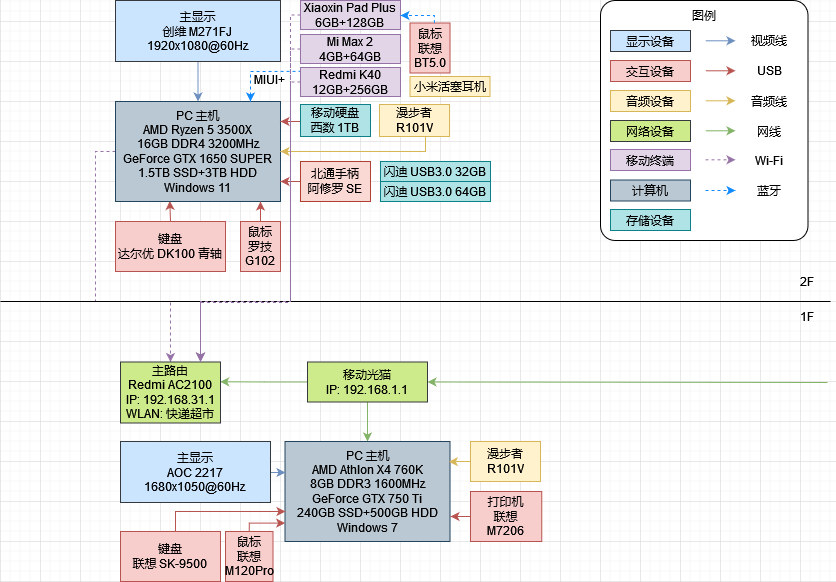 主显示
创维 M271FJ
1920x1080@60Hz
Xiaoxin Pad Plus
6GB+128GB
Mi Max 2
4GB+64GB
Redmi K40
12GB+256GB
MIUI+
鼠标
联想
BT5.0
小米活塞耳机
PC 主机
AMD Ryzen 5 3500X
16GB DDR4 3200MHz
GeForce GTX 1650 SUPER
1.5TB SSD+3TB HDD
Windows 11
移动硬盘
西数 1TB
漫步者
R101V
北通手柄
阿修罗 SE
闪迪 USB3.0 32GB
闪迪 USB3.0 64GB
键盘
达尔优 DK100 青轴
鼠标
罗技
G102
图例
显示设备
视频线
交互设备
USB
音频设备
音频线
网络设备
网线
移动终端
Wi-Fi
计算机
蓝牙
存储设备
2F
1F
主路由
Redmi AC2100
IP: 192.168.31.1
WLAN: 快递超市
移动光猫
IP: 192.168.1.1
主显示
AOC 2217
1680x1050@60Hz
PC 主机
AMD Athlon X4 760K
8GB DDR3 1600MHz
GeForce GTX 750 Ti
240GB SSD+500GB HDD
Windows 7
漫步者
R101V
打印机
联想
M7206
键盘
联想 SK-9500
鼠标
联想
M120Pro